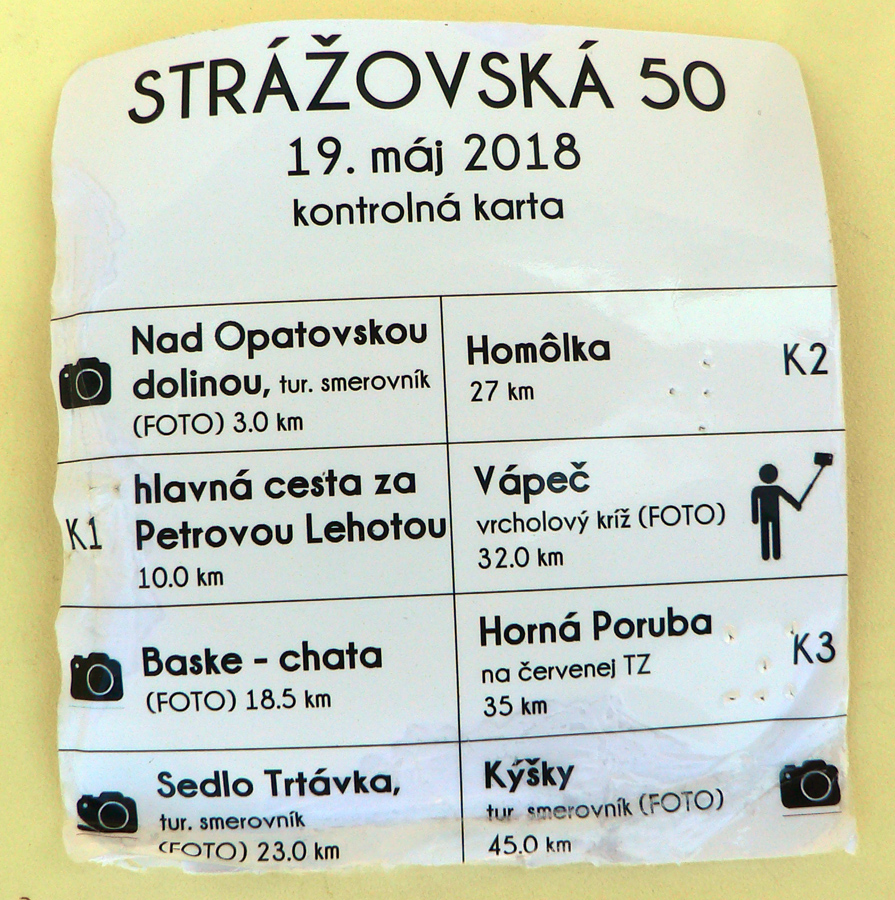 STRÁŽOVSKÁ 50
19. máj 2018
kontrolná karta
Nad Opatovskou
dolinou, tur. smerovník
(FOTO) 3.0 km
K1
hlavná cesta za
Petrovou Lehotou
10.0 km
Baske - chata
(FOTO) 18.5 km
Sedlo Trtávka,
tur. smerovník
(FOTO) 23.0 km
Homôlka
27 km
K2
Vápeč
vrcholový kríž (FOTO)
32.0 km
Horná Poruba
na červenej TZ
35 km
K3
Kýšky
tur. smerovník (FOTO)
45.0 km